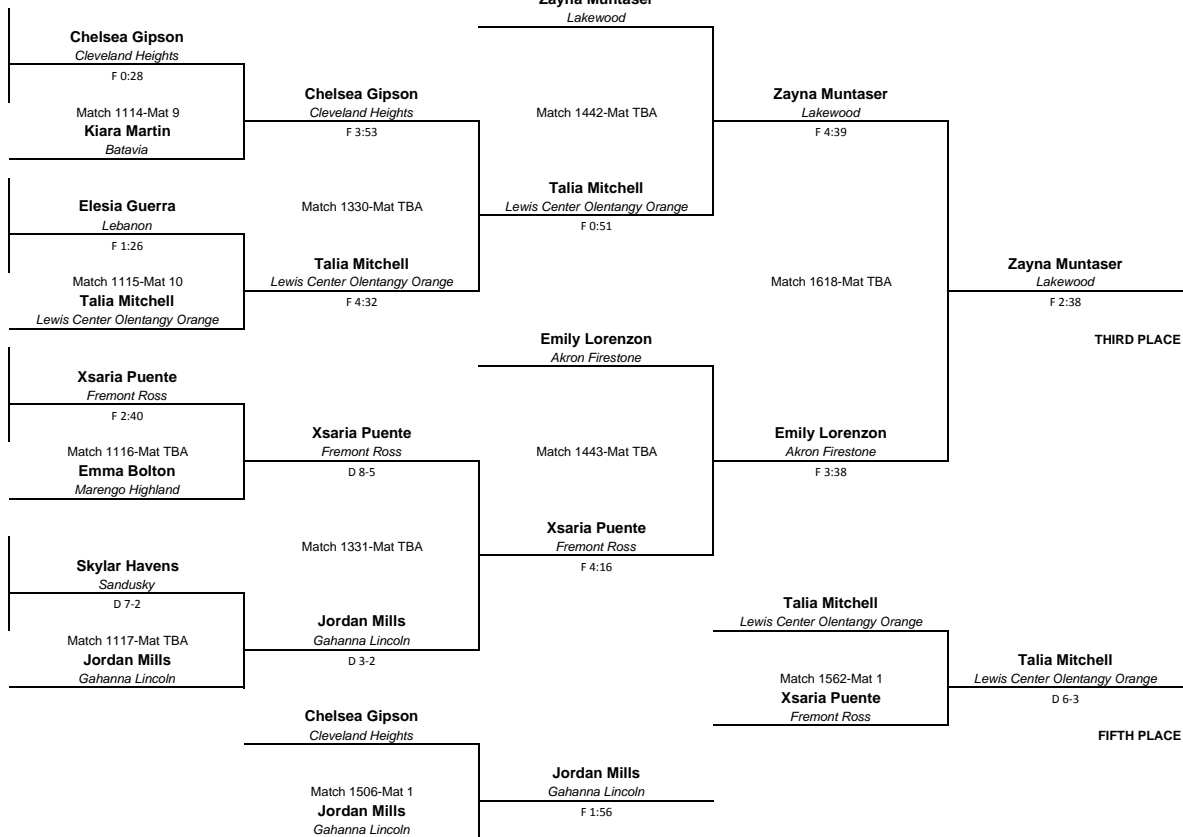 Zayna Muntaser
Lakewood
Chelsea Gipson
Cleveland Heights
F 0:28
Match 1114-Mat 9
Kiara Martin
Batavia
Chelsea Gipson
Cleveland Heights
F 3:53
Match 1442-Mat TBA
Zayna Muntaser
Lakewood
F 4:39
Elesia Guerra
Lebanon
F 1:26
Match 1115-Mat 10
Talia Mitchell
Lewis Center Olentangy Orange
Match 1330-Mat TBA
Talia Mitchell
Lewis Center Olentangy Orange
F 4:32
Talia Mitchell
Lewis Center Olentangy Orange
F 0:51
Match 1618-Mat TBA
Zayna Muntaser
Lakewood
F 2:38
THIRD PLACE
Xsaria Puente
Fremont Ross
F 2:40
Match 1116-Mat TBA
Emma Bolton
Marengo Highland
Xsaria Puente
Fremont Ross
D 8-5
Emily Lorenzon
Akron Firestone
Match 1443-Mat TBA
Emily Lorenzon
Akron Firestone
F 3:38
Skylar Havens
Sandusky
D 7-2
Match 1117-Mat TBA
Jordan Mills
Gahanna Lincoln
Match 1331-Mat TBA
Jordan Mills
Gahanna Lincoln
D 3-2
Xsaria Puente
Fremont Ross
F 4:16
Talia Mitchell
Lewis Center Olentangy Orange
Match 1562-Mat 1
Xsaria Puente
Fremont Ross
Talia Mitchell
Lewis Center Olentangy Orange
D 6-3
FIFTH PLACE
Chelsea Gipson
Cleveland Heights
Match 1506-Mat 1
Jordan Mills
Gahanna Lincoln
Jordan Mills
Gahanna Lincoln
F 1:56